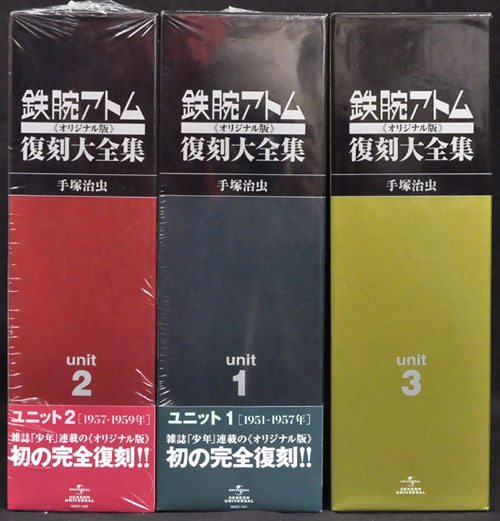 鉄腕アトム
《オリジナル版》
復刻大全集
手塚治虫
unit
2
ユニット2［1957-1959年］
雑誌「少年」連載の《オリジナル版》
初の完全復刻!!
UNIVERSAL
GENEON
UNIVERSAL
鉄腕アトム
《オリジナル版》
復刻大全集
手塚治虫
unit
1
ユニット1［1951-1957年］
雑誌「少年」連載の《オリジナル版》
初の完全復刻!!
UNIVERSAL
GENEON
UNIVERSAL
鉄腕アトム
《オリジナル版》
復刻大全集
手塚治虫
unit
3
UNIVERSAL
GENEON
UNIVERSAL